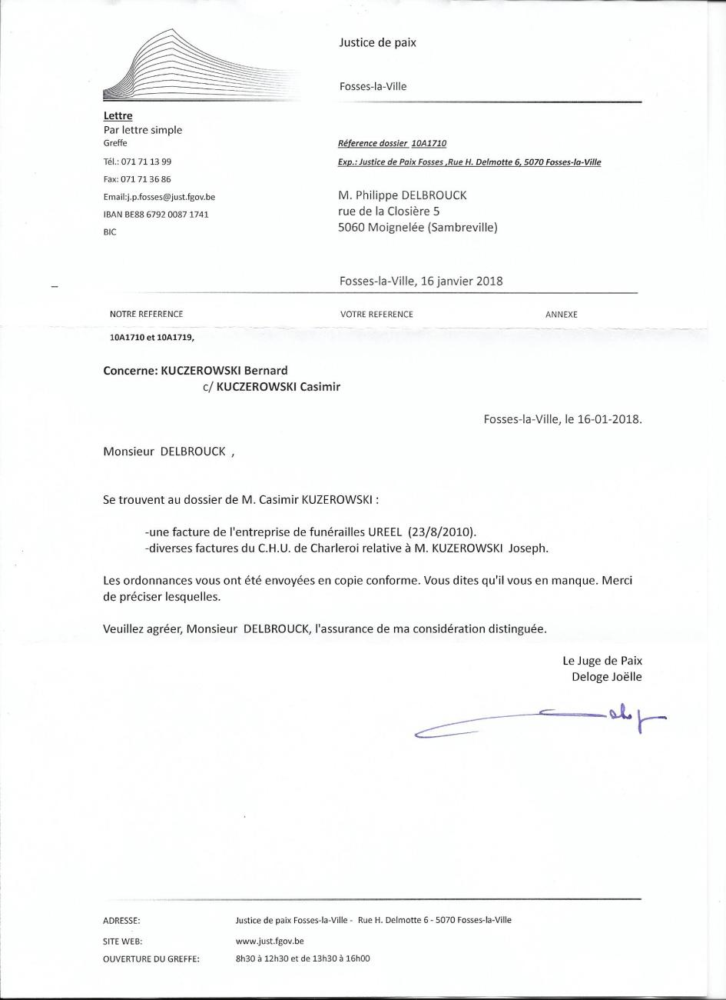 Justice de paix
Fosses-la-Ville
Lettre
Par lettre simple
Greffe
Tél.: 071 71 13 99
Fax: 071 71 36 86
Email:j.p.fosses@just.fgov.be
IBAN BE88 6792 0087 1741
BIC
Réference dossier 10A1710
Exp.: Justice de Paix Fosses ,Rue H. Delmotte 6, 5070 Fosses-la-Ville
M. Philippe DELBROUCK
rue de la Closière 5
5060 Moignelée (Sambreville)
Fosses-la-Ville, 16 janvier 2018
NOTRE REFERENCE VOTRE REFERENCE ANNEXE
10A1710 et 10A1719,
Concerne: KUCZEROWSKI Bernard
c/ KUCZEROWSKI Casimir
Fosses-la-Ville, le 16-01-2018.
Monsieur DELBROUCK ,
Se trouvent au dossier de M. Casimir KUZEROWSKI :
-une facture de l'entreprise de funérailles UREEL (23/8/2010).
-diverses factures du C.H.U. de Charleroi relative à M. KUZEROWSKI Joseph.
Les ordonnances vous ont été envoyées en copie conforme. Vous dites qu'il vous en manque. Merci
de préciser lesquelles.
Veuillez agréer, Monsieur DELBROUCK, l'assurance de ma considération distinguée.
Le Juge de Paix
Deloge Joëlle
ADRESSE: Justice de paix Fosses-la-Ville - Rue H. Delmotte 6 - 5070 Fosses-la-Ville
SITE WEB: www.just.fgov.be
OUVERTURE DU GREFFE: 8h30 à 12h30 et de 13h30 à 16h00